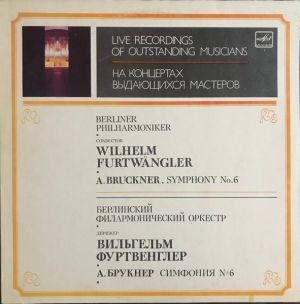 LIVE RECORDINGS
OF OUTSTANDING MUSICIANS
НА КОНЦЕРТАХ
ВЫДАЮЩИХСЯ МАСТЕРОВ
BERLINER
PHILHARMONIKER
CONDUCTOR
WILHELM
FURTWÄNGLER
A. BRUCKNER. SYMPHONY No. 6
БЕРЛИНСКИЙ
ФИЛАРМОНИЧЕСКИЙ ОРКЕСТР
ДИРИЖЕР
ВИЛЬГЕЛЬМ
ФУРТВЕНГЛЕР
А. БРУКНЕР СИМФОНИЯ №6